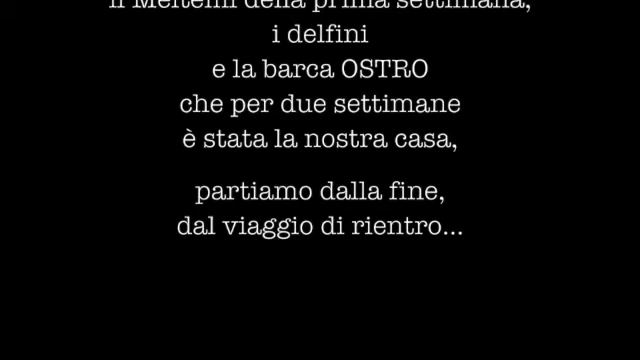 il Meltemi della prima settimana,
i delfini
e la barca OSTRO
che per due settimane
è stata la nostra casa,
partiamo dalla fine,
dal viaggio di rientro...